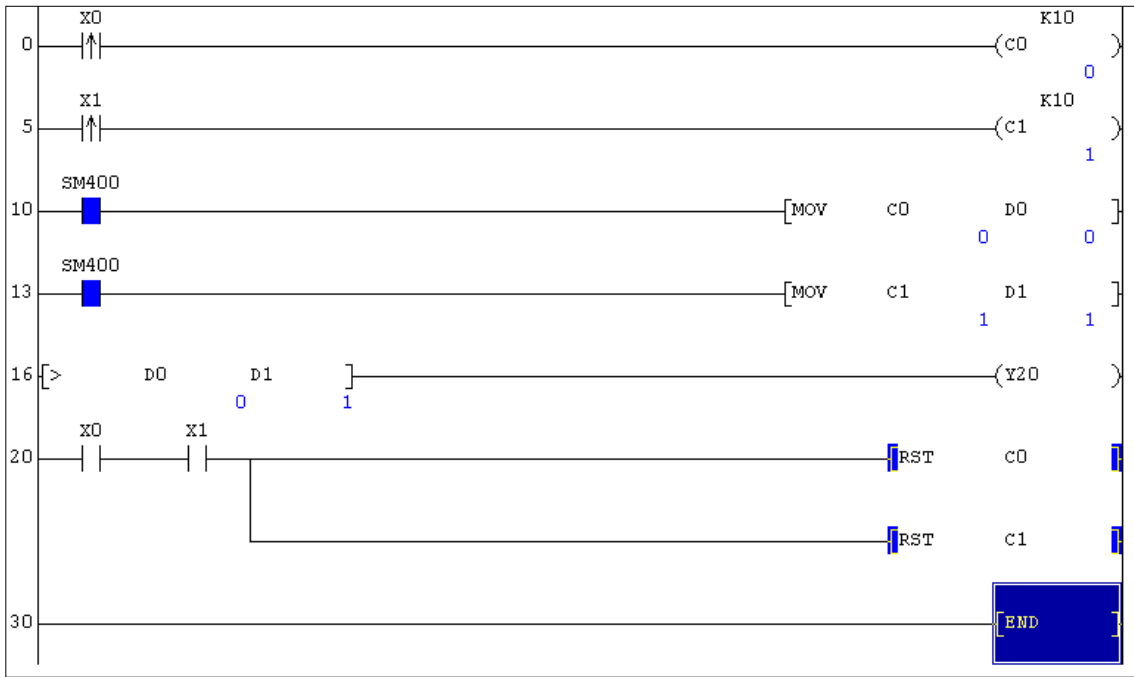 X0 K10
0 C0
0
X1 K10
5 C1
1
SM400
10 MOV C0 D0
0 0
SM400
13 MOV C1 D1
1 1
16 > D0 D1 Y20
0 1
X0 X1
20 RST C0
RST C1
30 END